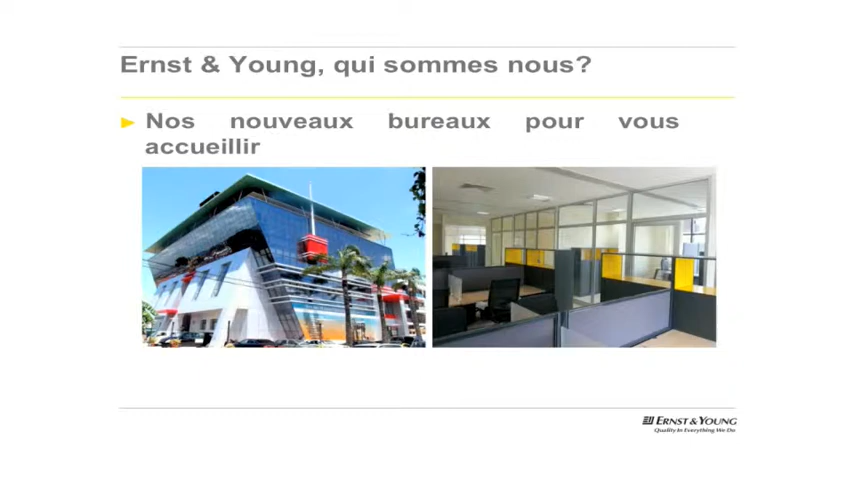 Ernst & Young, qui sommes nous?
Nos nouveaux bureaux pour vous
accueillir
ERNST & YOUNG
Quality In Everything We Do